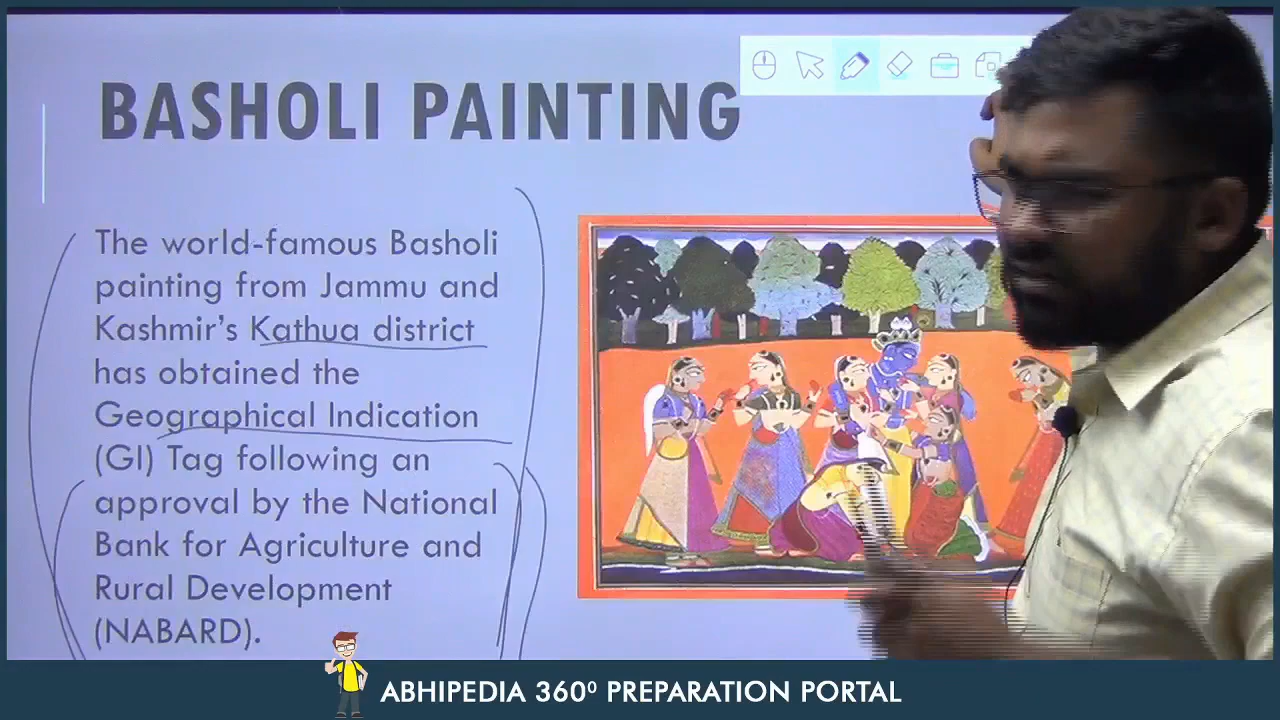 BASHOLI PAINTING
The world-famous Basholi
painting from Jammu and
Kashmir's Kathua district
has obtained the
Geographical Indication
(GI) Tag following an
approval by the National
Bank for Agriculture and
Rural Development
(NABARD).
ABHIPEDIA 360⁰ PREPARATION PORTAL